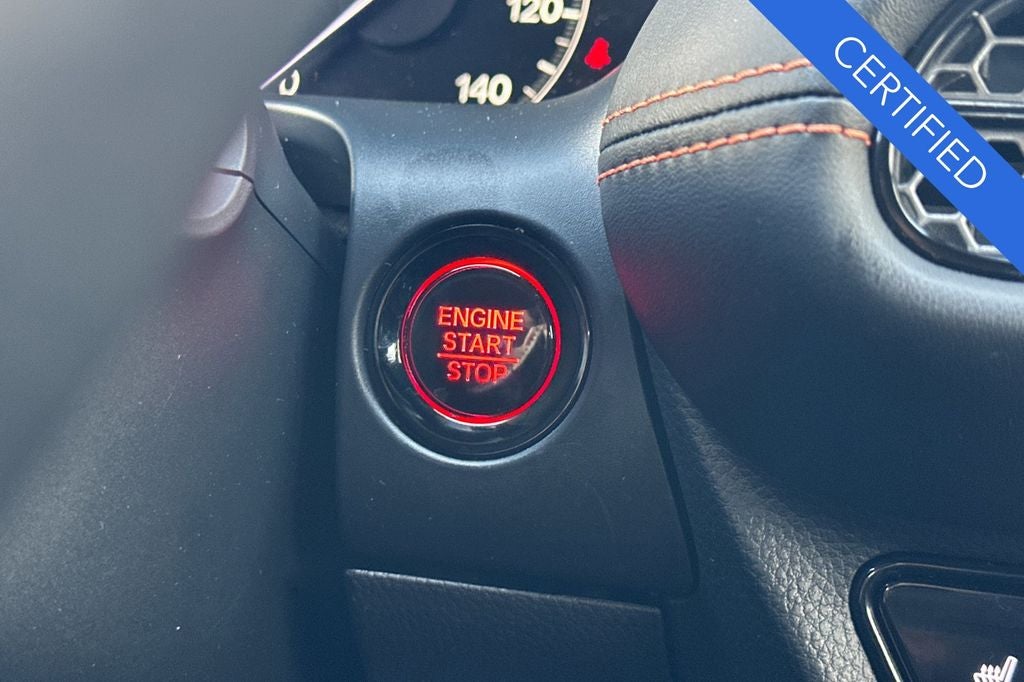 120
140
CERTIFIED
ENGINE
START
STOP